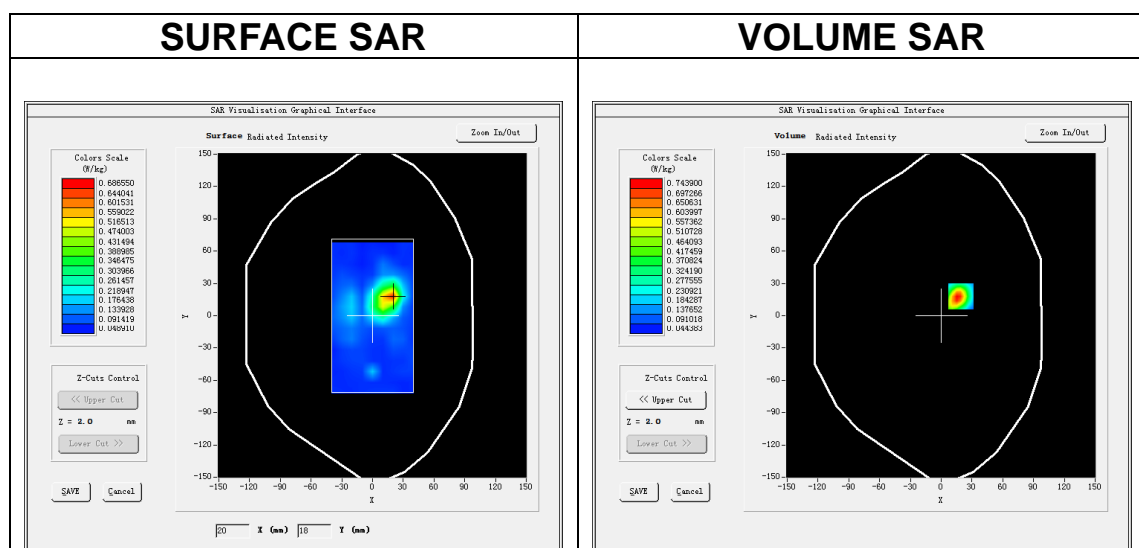 SURFACE SAR
VOLUME SAR
SAR Visualisation Graphical Interface
Surface Radiated Intensity
Zoom In/Out
Colors Scale
(W/kg)
0.686550
0.644041
0.601531
0.559022
0.516513
0.474003
0.431494
0.388985
0.346475
0.303966
0.261457
0.218947
0.176438
0.133928
0.091419
0.048910
Z-Cuts Control
<< Upper Cut
Z = 2.0 mm
Lower Cut >>
SAVE
Cancel
150
120
90
60
30
0
-30
-60
-90
-120
-150
Y
-150 -120 -90 -60 -30 0 30 60 90 120 150
X
20 X (mm) 18 Y (mm)
SAR Visualisation Graphical Interface
Volume Radiated Intensity
Zoom In/Out
Colors Scale
(W/kg)
0.743900
0.697266
0.650631
0.603997
0.557362
0.510728
0.464093
0.417459
0.370824
0.324190
0.277555
0.230921
0.184287
0.137652
0.091018
0.044383
Z-Cuts Control
<< Upper Cut
Z = 2.0 mm
Lower Cut >>
SAVE
Cancel
150
120
90
60
30
0
-30
-60
-90
-120
-150
Y
-150 -120 -90 -60 -30 0 30 60 90 120 150
X